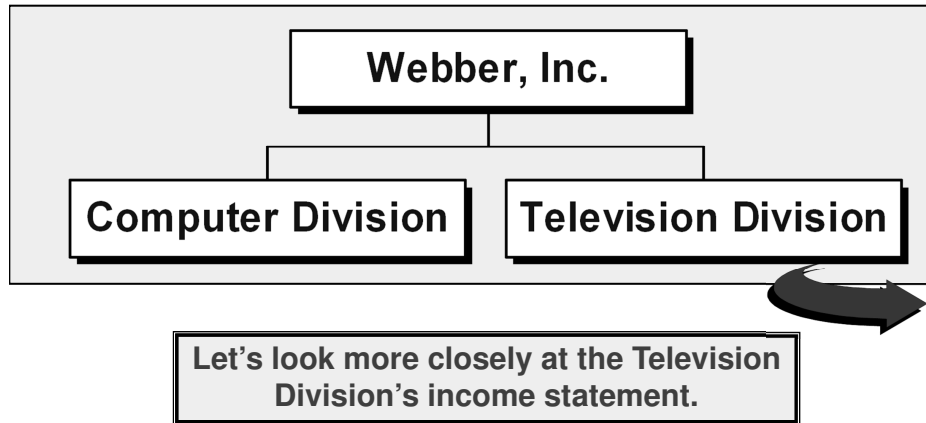 Webber, Inc.
Computer Division
Television Division
Let's look more closely at the Television
Division's income statement.